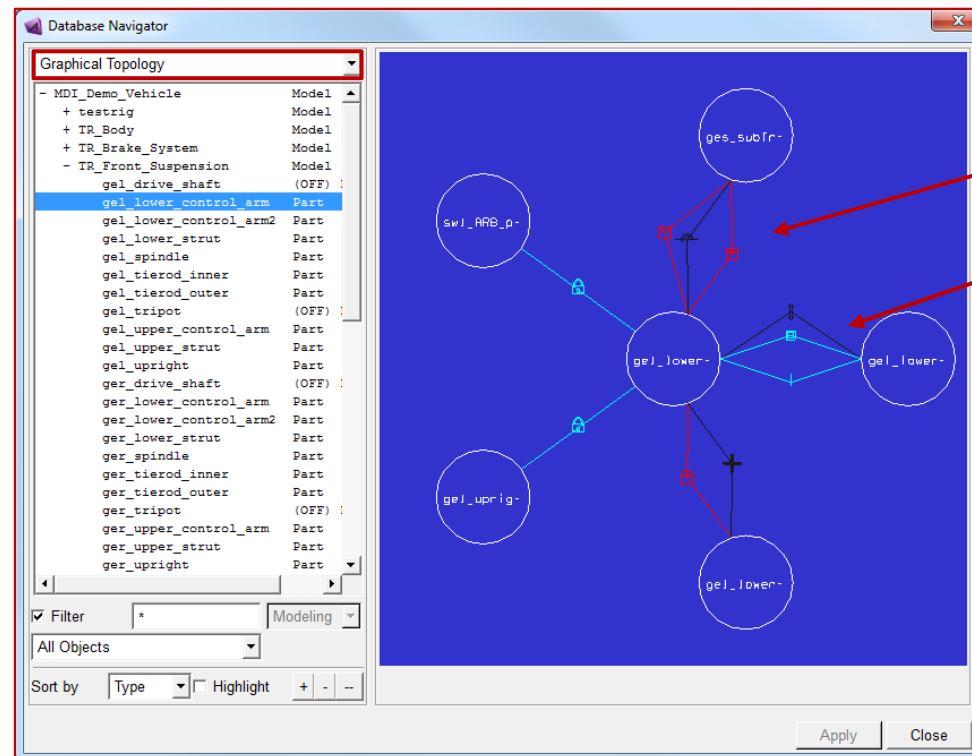 Database Navigator
Graphical Topology
- MDI_Demo_Vehicle Model
+ testrig Model
+ TR_Body Model
+ TR_Brake_System Model
- TR_Front_Suspension Model
gel_drive_shaft (OFF)
gel_lower_control_arm Part
gel_lower_control_arm2 Part
gel_lower_strut Part
gel_spindle Part
gel_tierod_inner Part
gel_tierod_outer Part
gel_tripot (OFF)
gel_upper_control_arm Part
gel_upper_strut Part
gel_upright Part
ger_drive_shaft (OFF)
ger_lower_control_arm Part
ger_lower_control_arm2 Part
ger_lower_strut Part
ger_spindle Part
ger_tierod_inner Part
ger_tierod_outer Part
ger_tripot (OFF)
ger_upper_control_arm Part
ger_upper_strut Part
ger_upright Part
Filter * Modeling
All Objects
Sort by Type Highlight + - --
ges_subfr-
swl_ARB_p-
gel_lower-
gel_lower-
gel_uprig-
gel_lower-
Apply Close